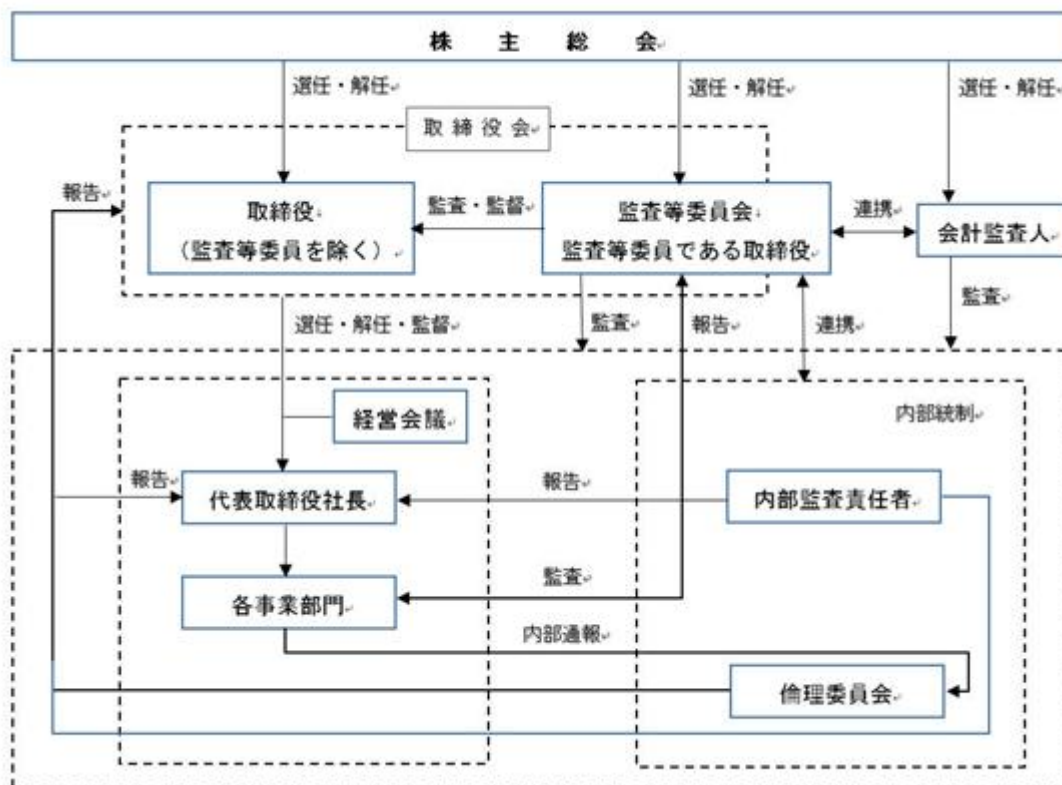 株主総会
選任・解任
選任・解任
選任・解任
取締役会
報告
取締役
(監査等委員を除く)
監査・監督
監査等委員会
監査等委員である取締役
連携
会計監査人
選任・解任・監督
監査
報告
連携
監査
経営会議
内部統制
報告
代表取締役社長
報告
内部監査責任者
各事業部門
監査
内部通報
倫理委員会